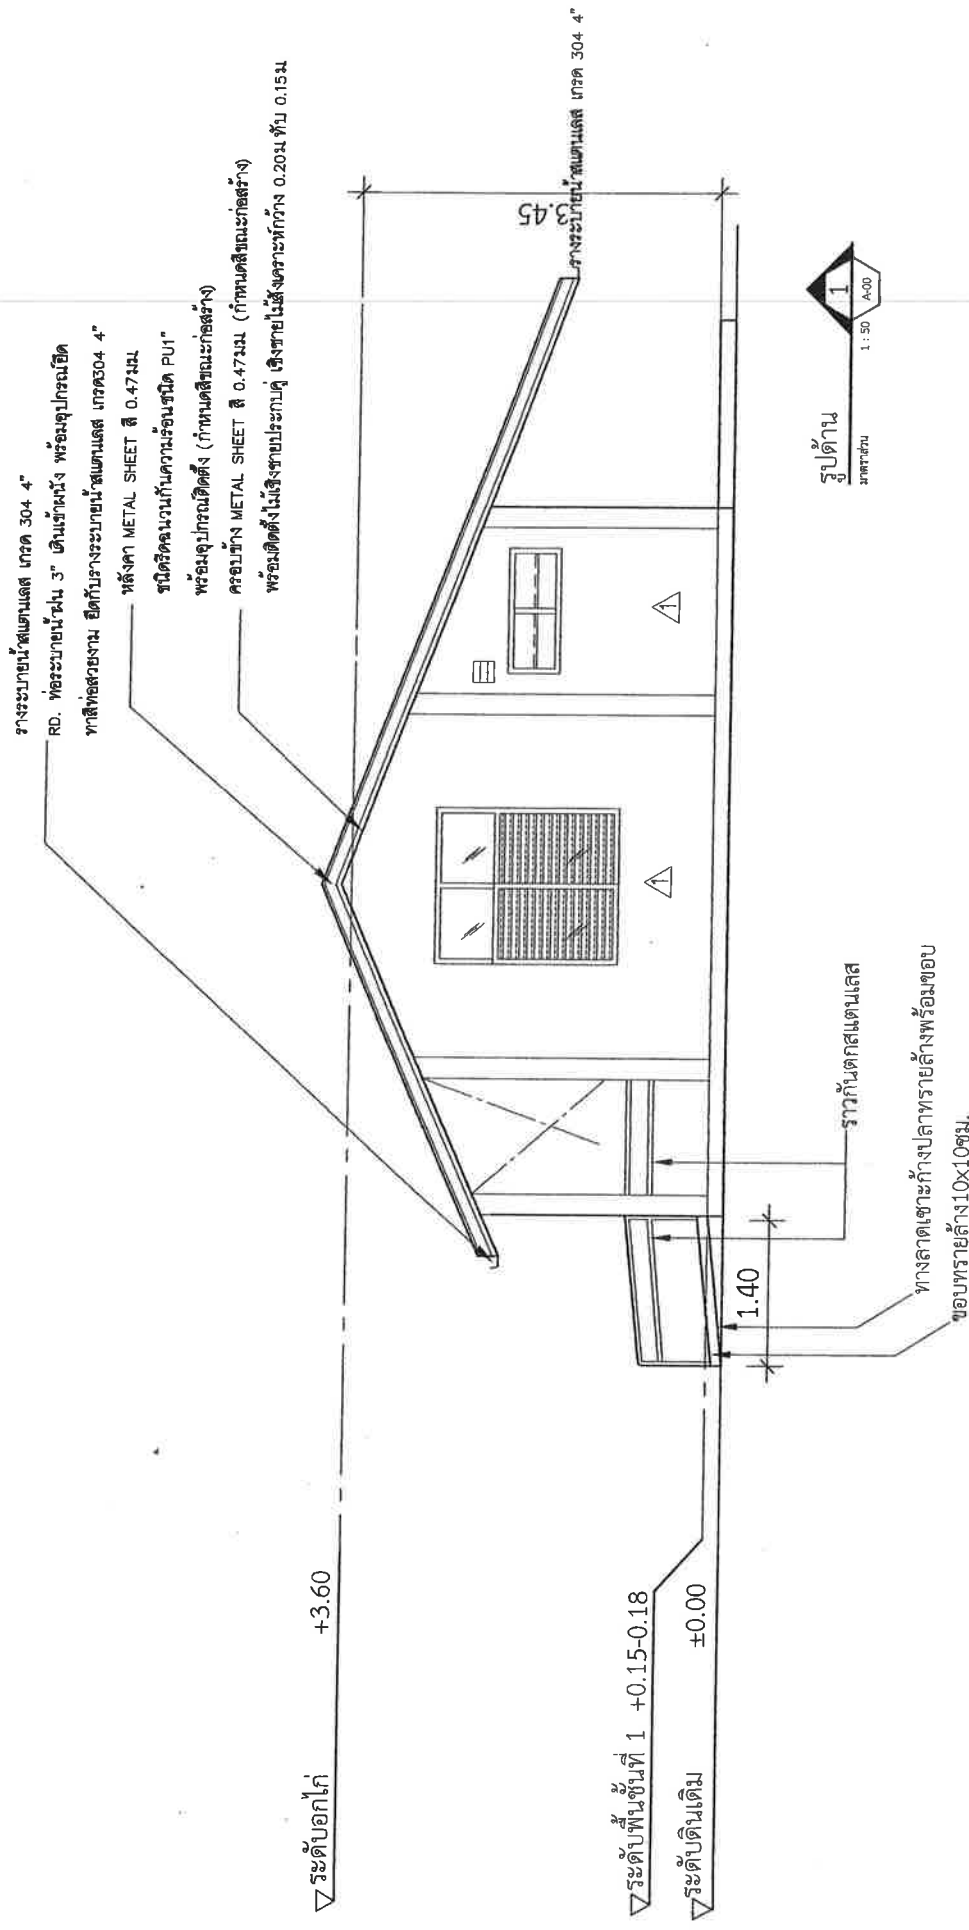 รางระบายน้ำสแตนเลส เกรด 304 4"
RD. ท่อระบายน้ำฝน 3" เดินเข้าผนัง พร้อมอุปกรณ์ยึด
ทาสีท่อสวยงาม ยึดกับรางระบายน้ำสแตนเลส เกรด304 4"
หลังคา METAL SHEET สี 0.47มม
ชนิดรีดฉนวนกันความร้อนชนิด PU1"
พร้อมอุปกรณ์ติดตั้ง (กำหนดสีขณะก่อสร้าง)
ครอบข้าง METAL SHEET สี 0.47มม (กำหนดสีขณะก่อสร้าง)
พร้อมติดตั้งไม้เชิงชายประกบคู่ เชิงชายไม้สังเคราะห์กว้าง 0.20ม ทับ 0.15ม
รางระบายน้ำสแตนเลส เกรด 304 4"
3.45
ระดับอกไก่ +3.60
ระดับพื้นชั้นที่ 1 +0.15-0.18
ระดับดินเดิม ±0.00
1
1
1.40
ราวกันตกสแตนเลส
ทางลาดเซาะก้างปลาทรายล้างพร้อมขอบ
ขอบทรายล้าง10x10ซม.
รูปด้าน
มาตราส่วน 1 : 50
1
A-00